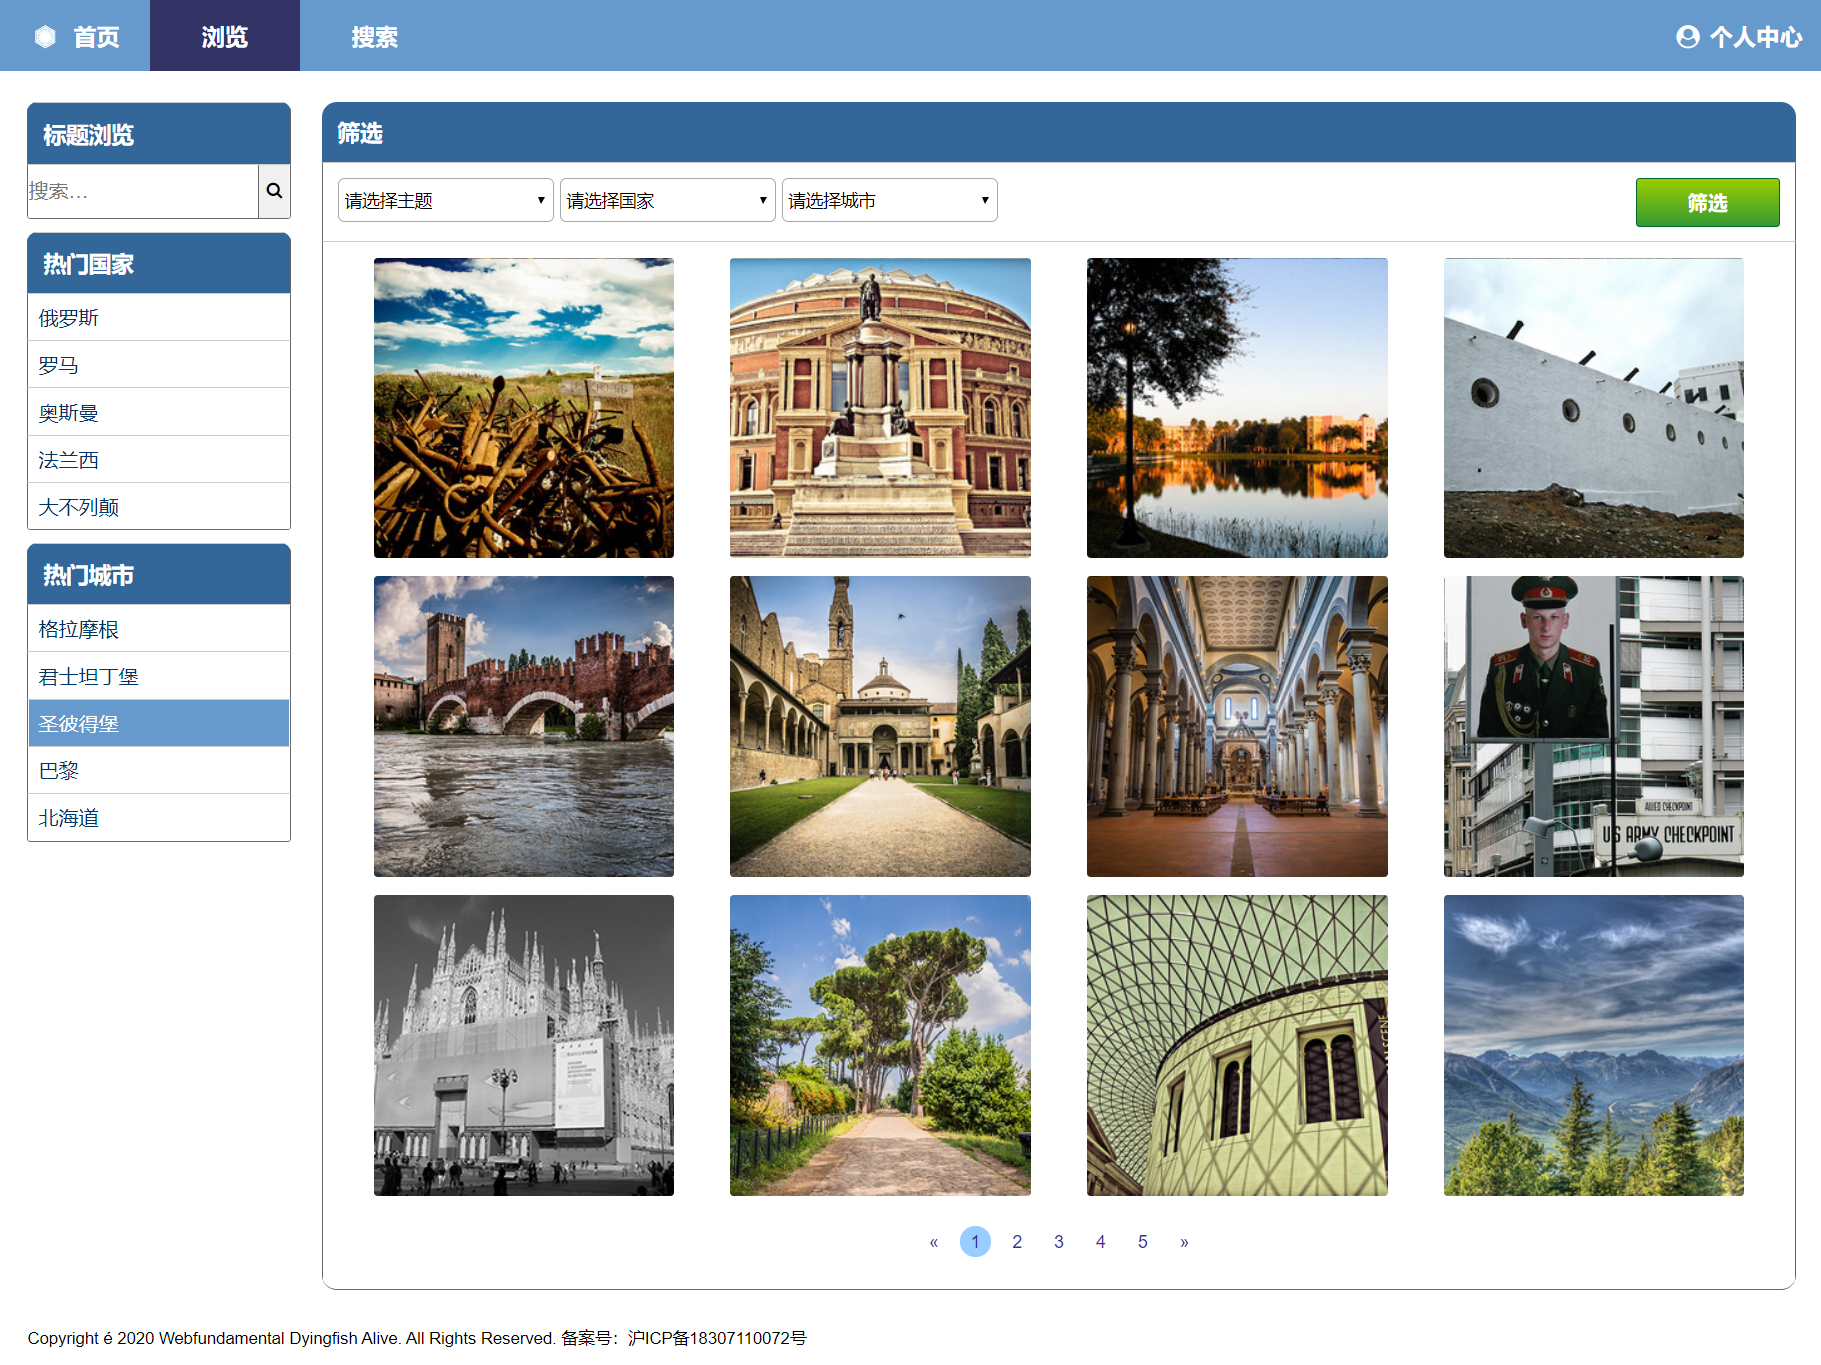 首页
浏览
搜索
个人中心
标题浏览
搜索...
热门国家
俄罗斯
罗马
奥斯曼
法兰西
大不列颠
热门城市
格拉摩根
君士坦丁堡
圣彼得堡
巴黎
北海道
筛选
请选择主题
请选择国家
请选择城市
筛选
ALLIED CHECKPOINT
US ARMY CHECKPOINT
« 1 2 3 4 5 »
Copyright é 2020 Webfundamental Dyingfish Alive. All Rights Reserved. 备案号：沪ICP备18307110072号